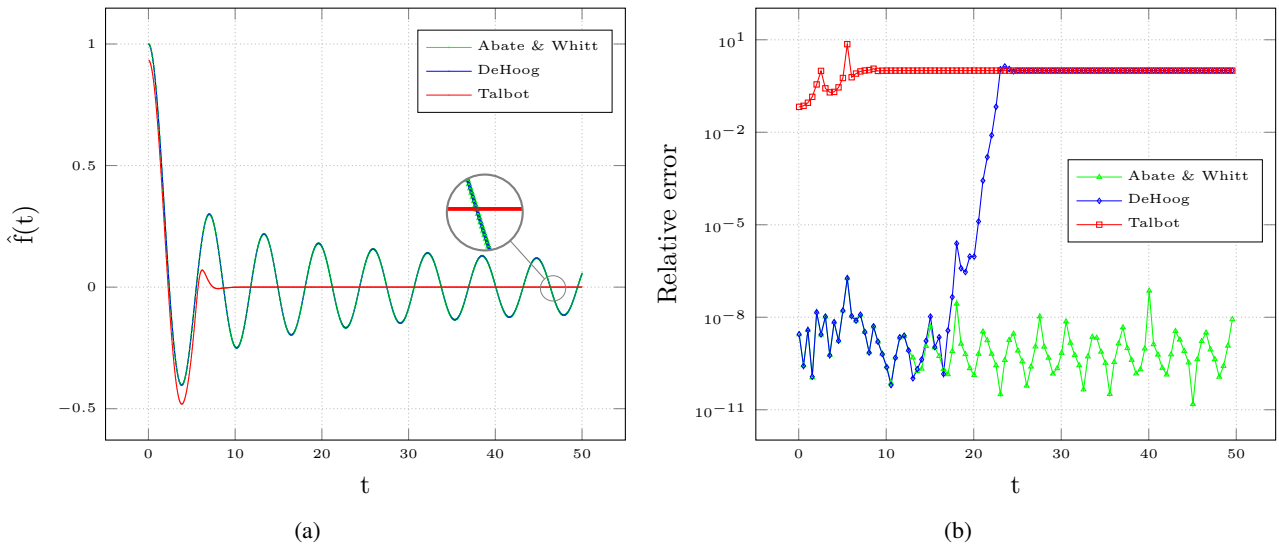 1
0.5
0
−0.5
f̂(t)
0
10
20
30
40
50
t
Abate & Whitt
DeHoog
Talbot
(a)
10^1
10^−2
10^−5
10^−8
10^−11
Relative error
0
10
20
30
40
50
t
Abate & Whitt
DeHoog
Talbot
(b)